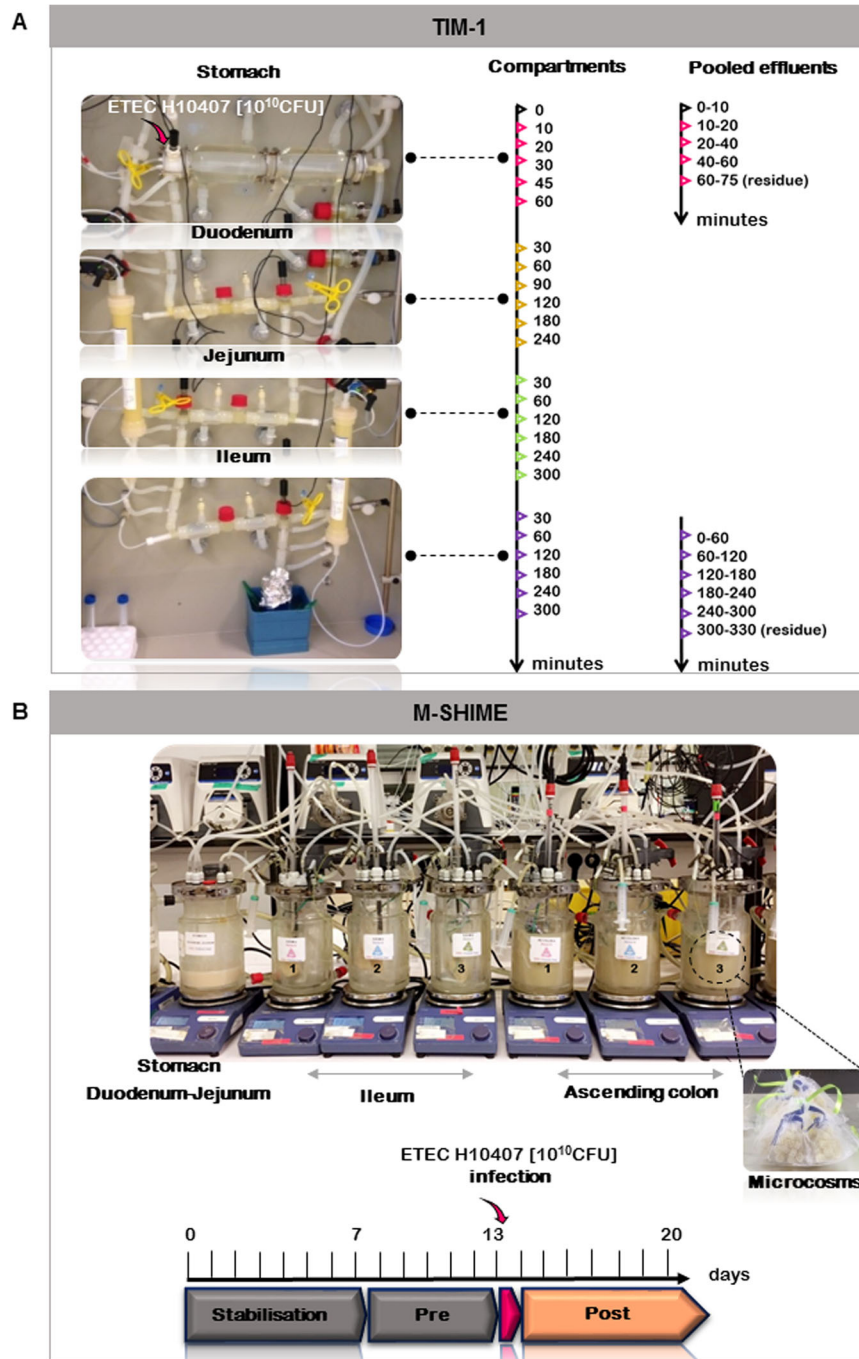 A
TIM-1
Stomach
Compartments
Pooled effluents
ETEC H10407 [10¹⁰CFU]
0
10
20
30
45
60
0-10
10-20
20-40
40-60
60-75 (residue)
minutes
Duodenum
30
60
90
120
180
240
Jejunum
30
60
120
180
240
300
Ileum
30
60
120
180
240
300
minutes
0-60
60-120
120-180
180-240
240-300
300-330 (residue)
minutes
B
M-SHIME
1
2
3
1
2
3
Stomacn
Duodenum-Jejunum
Ileum
Ascending colon
Microcosms
ETEC H10407 [10¹⁰CFU]
infection
0
7
13
20
days
Stabilisation
Pre
Post